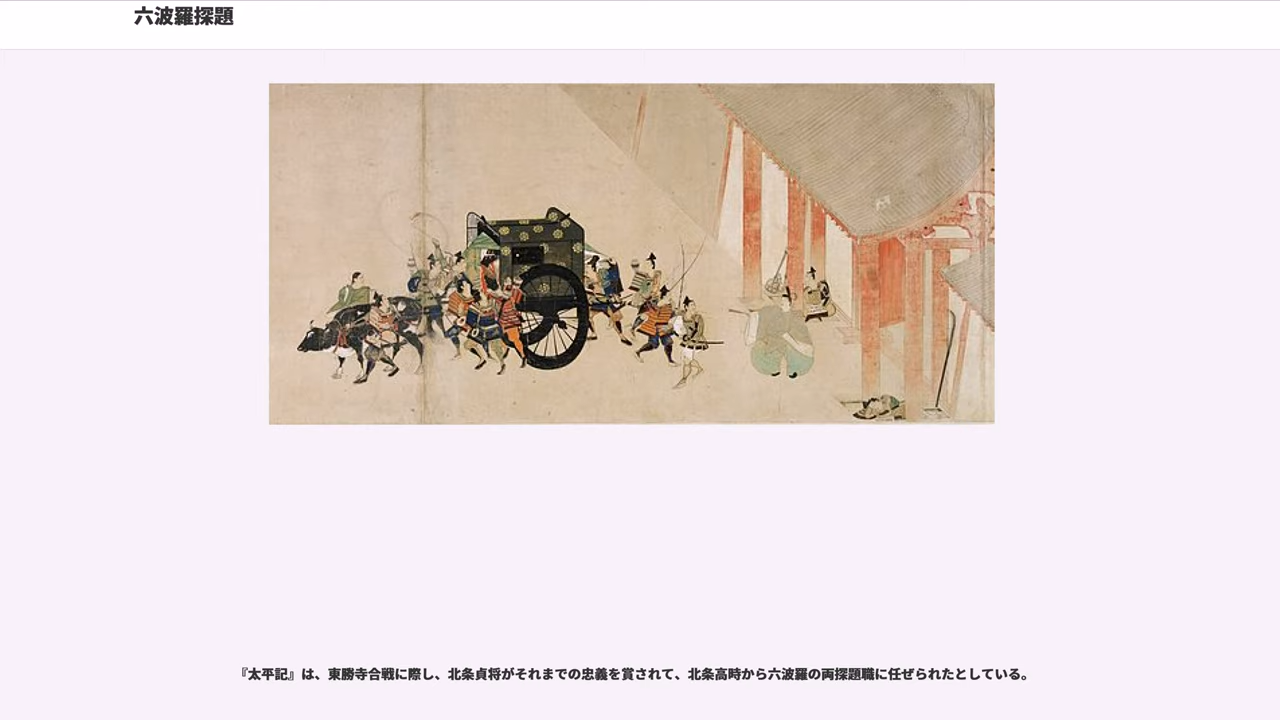 六波羅探題
『太平記』は、東勝寺合戦に際し、北条貞将がそれまでの忠義を賞されて、北条高時から六波羅の両探題職に任ぜられたとしている。